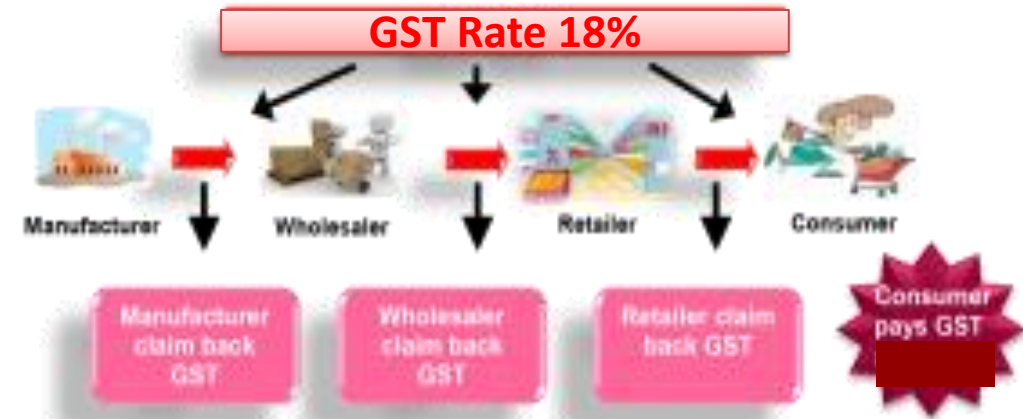 GST Rate 18%
Manufacturer
Wholesaler
Retailer
Consumer
Manufacturer
claim back
GST
Wholesaler
claim back
GST
Retailer claim
back GST
Consumer
pays GST